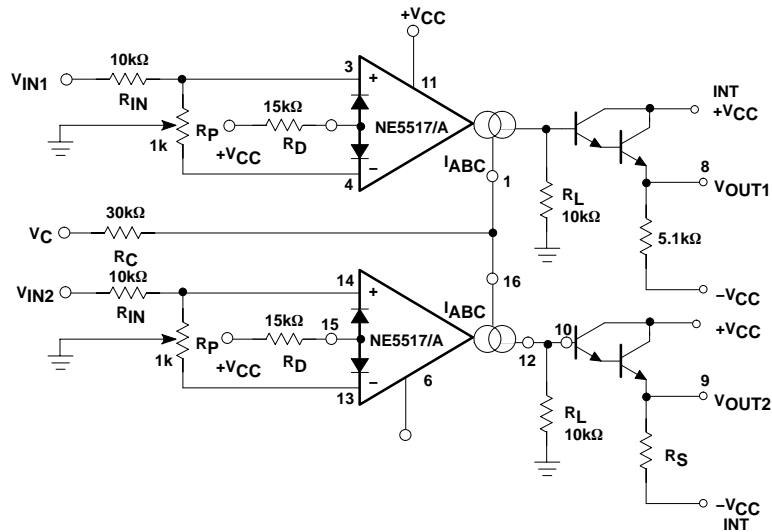 +VCC
10kΩ
VIN1
3
+
11
INT
+VCC
RIN
15kΩ
NE5517/A
RP
1k
+VCC
RD
IABC
8
−
4
1
VOUT1
RL
10kΩ
5.1kΩ
30kΩ
VC
RC
16
−VCC
10kΩ
VIN2
14
+
IABC
+VCC
RIN
15kΩ
15
NE5517/A
10
RP
1k
+VCC
RD
12
−
13
6
9
VOUT2
RL
10kΩ
RS
−VCC
INT